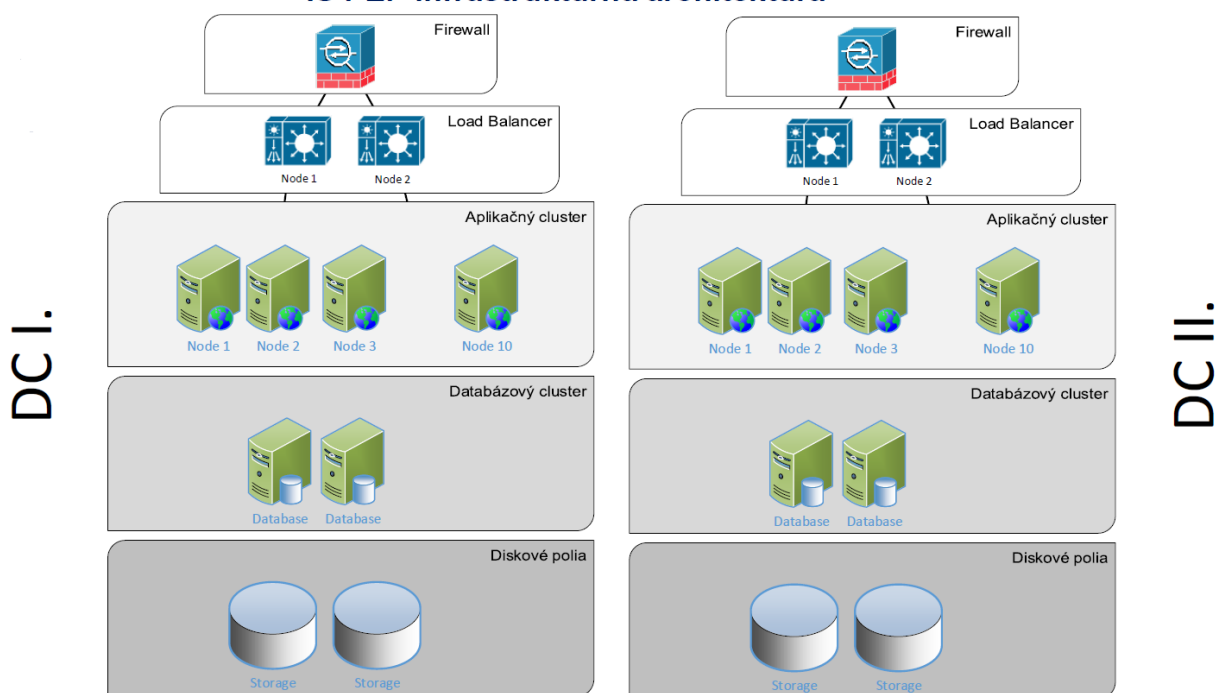 DC I.
Firewall
Load Balancer
Node 1 Node 2
Aplikačný cluster
Node 1 Node 2 Node 3 Node 10
Databázový cluster
Database Database
Diskové polia
Storage Storage
Firewall
Load Balancer
Node 1 Node 2
Aplikačný cluster
Node 1 Node 2 Node 3 Node 10
Databázový cluster
Database Database
Diskové polia
Storage Storage
DC II.